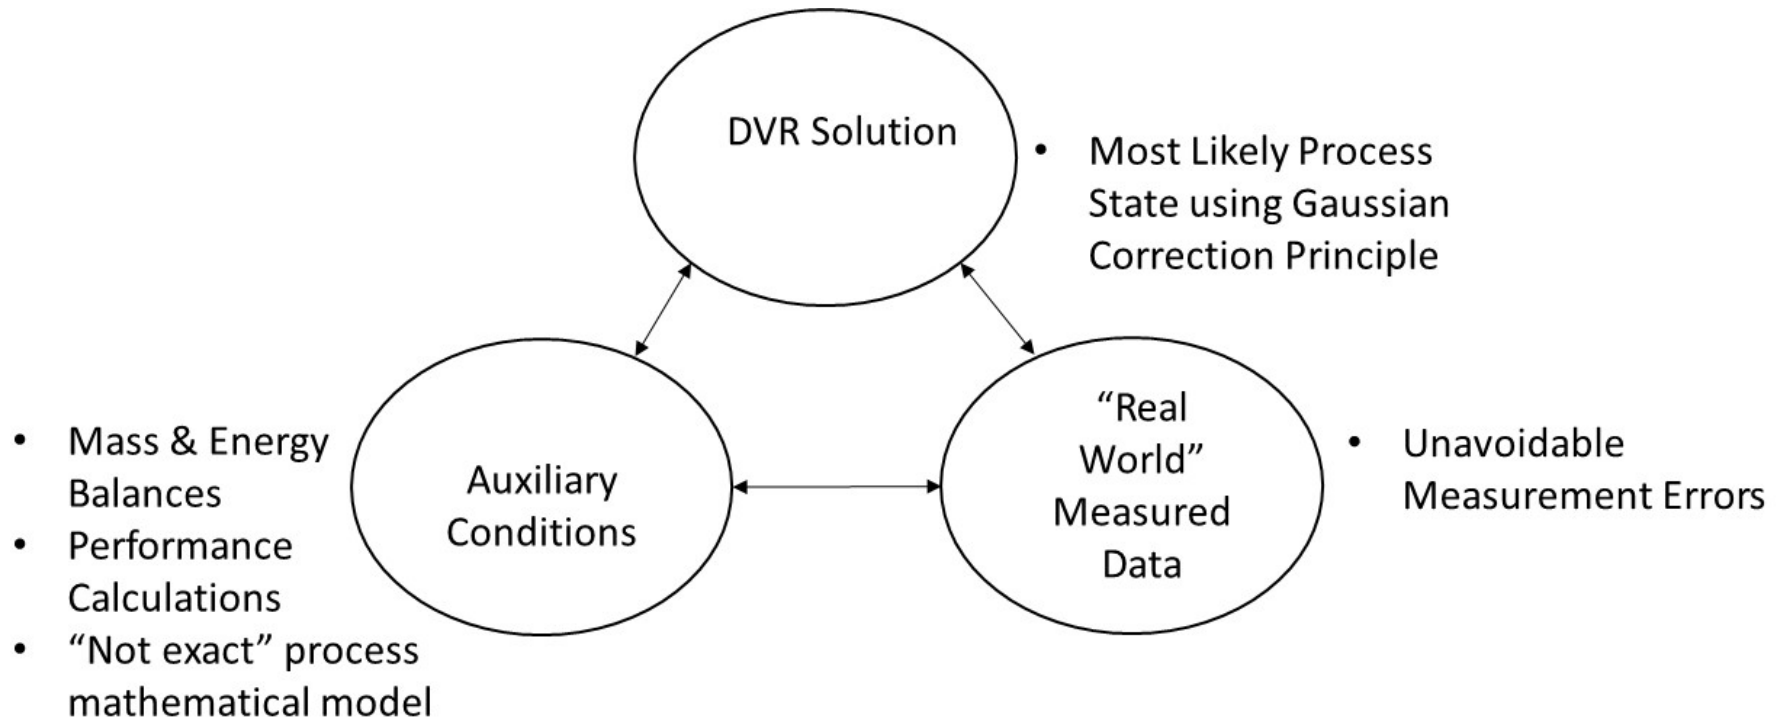 DVR Solution
• Most Likely Process
State using Gaussian
Correction Principle
• Mass & Energy
Balances
• Performance
Calculations
• “Not exact” process
mathematical model
Auxiliary
Conditions
“Real
World”
Measured
Data
• Unavoidable
Measurement Errors